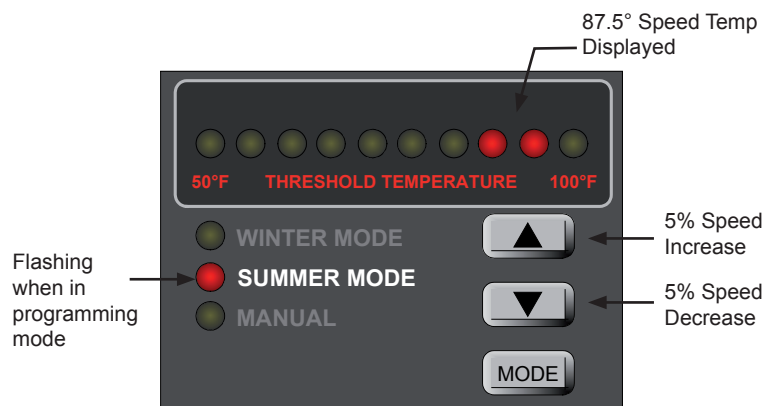 87.5° Speed Temp
Displayed
50°F THRESHOLD TEMPERATURE 100°F
WINTER MODE
SUMMER MODE
MANUAL
5% Speed
Increase
5% Speed
Decrease
MODE
Flashing
when in
programming
mode